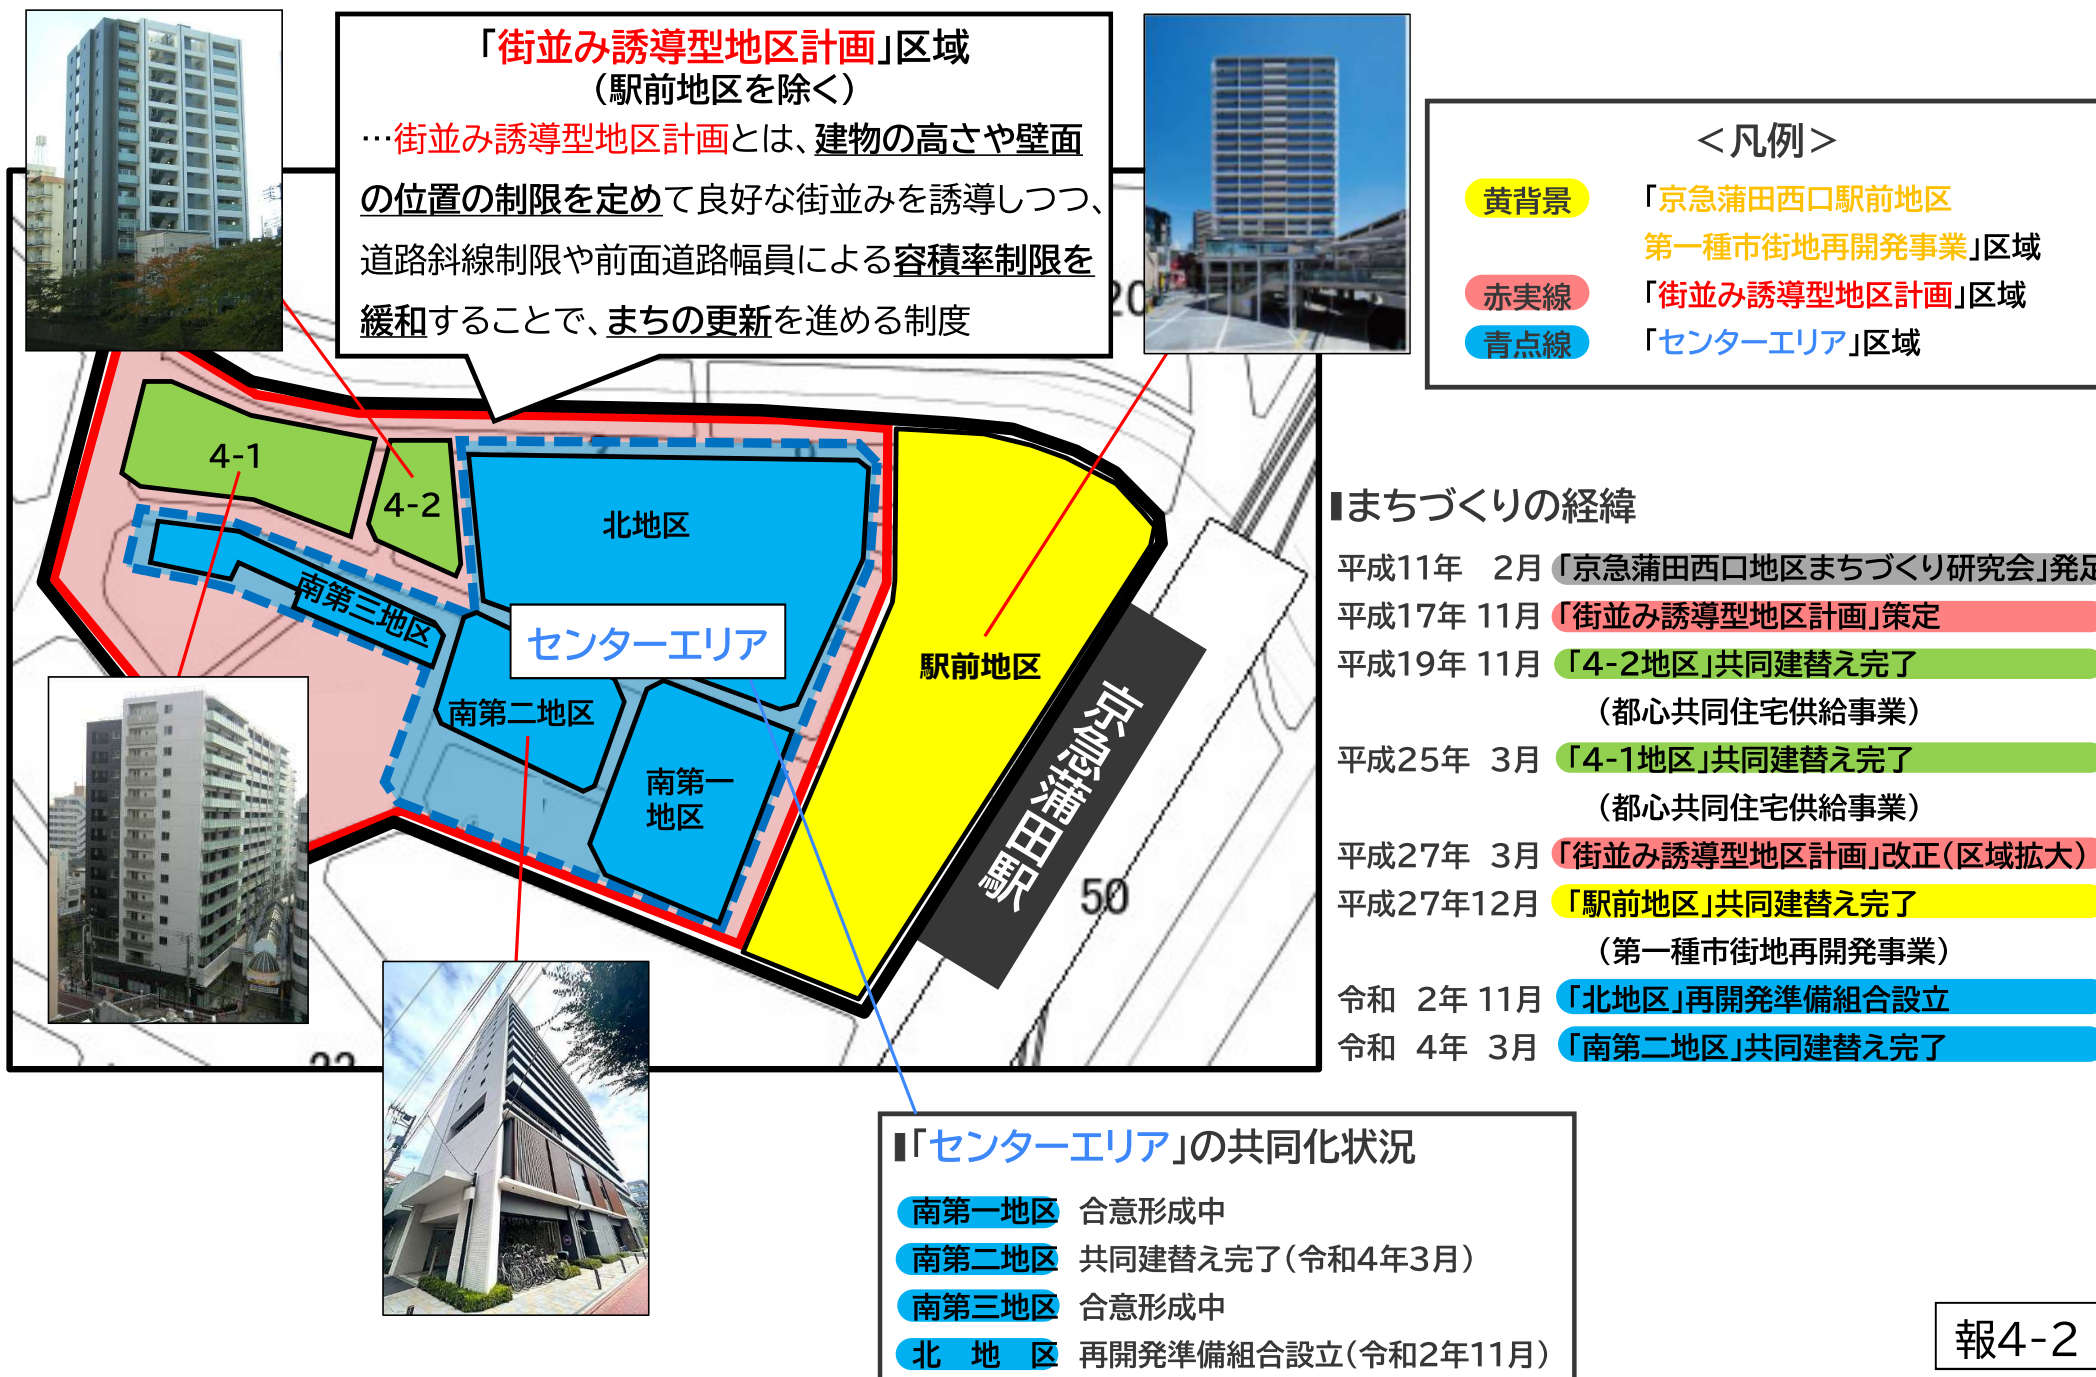 「街並み誘導型地区計画」区域
（駅前地区を除く）
…街並み誘導型地区計画とは、建物の高さや壁面
の位置の制限を定めて良好な街並みを誘導しつつ、
道路斜線制限や前面道路幅員による容積率制限を
緩和することで、まちの更新を進める制度
＜凡例＞
黄背景 「京急蒲田西口駅前地区
第一種市街地再開発事業」区域
赤実線 「街並み誘導型地区計画」区域
青点線 「センターエリア」区域
20
4-1
4-2
北地区
南第三地区
センターエリア
南第二地区
南第一
地区
駅前地区
京急蒲田駅
50
▮まちづくりの経緯
平成11年 2月 「京急蒲田西口地区まちづくり研究会」発足
平成17年 11月 「街並み誘導型地区計画」策定
平成19年 11月 「4-2地区」共同建替え完了
（都心共同住宅供給事業）
平成25年 3月 「4-1地区」共同建替え完了
（都心共同住宅供給事業）
平成27年 3月 「街並み誘導型地区計画」改正（区域拡大）
平成27年12月 「駅前地区」共同建替え完了
（第一種市街地再開発事業）
令和 2年 11月 「北地区」再開発準備組合設立
令和 4年 3月 「南第二地区」共同建替え完了
▮「センターエリア」の共同化状況
南第一地区 合意形成中
南第二地区 共同建替え完了（令和4年3月）
南第三地区 合意形成中
北 地 区 再開発準備組合設立（令和2年11月）
報4-2